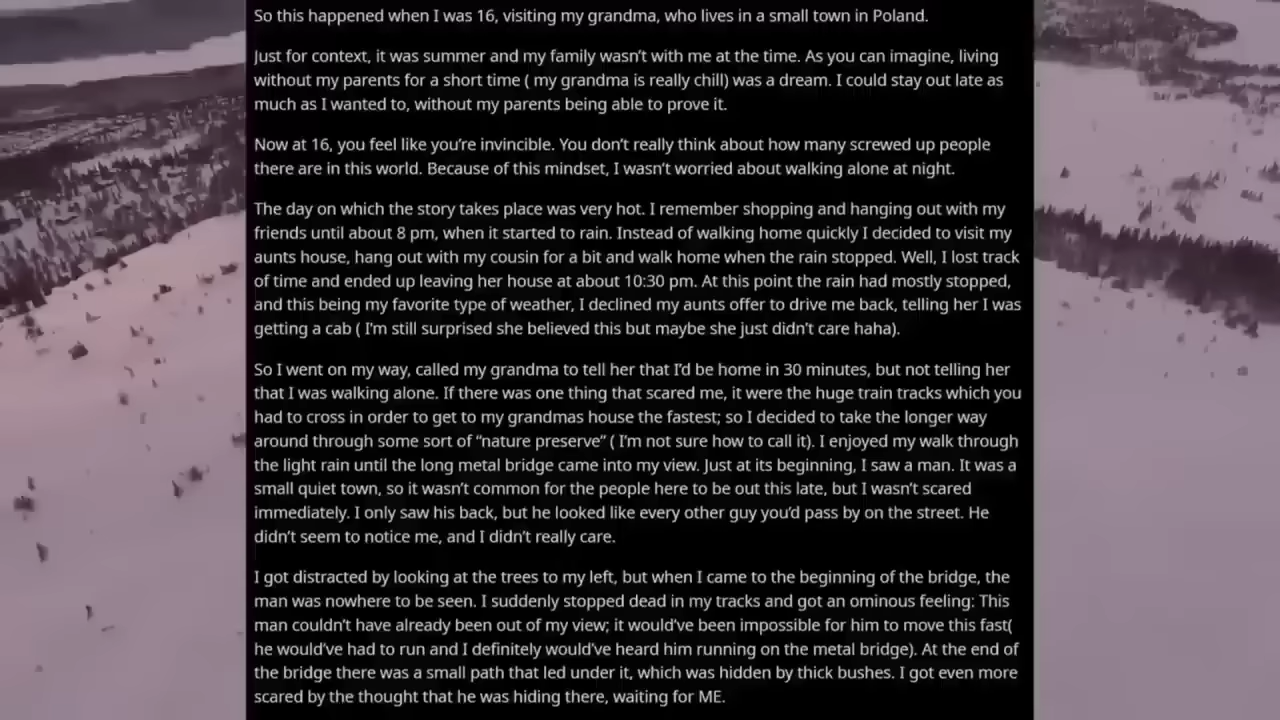 So this happened when I was 16, visiting my grandma, who lives in a small town in Poland.
Just for context, it was summer and my family wasn’t with me at the time. As you can imagine, living
without my parents for a short time ( my grandma is really chill) was a dream. I could stay out late as
much as I wanted to, without my parents being able to prove it.
Now at 16, you feel like you’re invincible. You don’t really think about how many screwed up people
there are in this world. Because of this mindset, I wasn’t worried about walking alone at night.
The day on which the story takes place was very hot. I remember shopping and hanging out with my
friends until about 8 pm, when it started to rain. Instead of walking home quickly I decided to visit my
aunts house, hang out with my cousin for a bit and walk home when the rain stopped. Well, I lost track
of time and ended up leaving her house at about 10:30 pm. At this point the rain had mostly stopped,
and this being my favorite type of weather, I declined my aunts offer to drive me back, telling her I was
getting a cab ( I’m still surprised she believed this but maybe she just didn’t care haha).
So I went on my way, called my grandma to tell her that I’d be home in 30 minutes, but not telling her
that I was walking alone. If there was one thing that scared me, it were the huge train tracks which you
had to cross in order to get to my grandmas house the fastest; so I decided to take the longer way
around through some sort of “nature preserve” ( I’m not sure how to call it). I enjoyed my walk through
the light rain until the long metal bridge came into my view. Just at its beginning, I saw a man. It was a
small quiet town, so it wasn’t common for the people here to be out this late, but I wasn’t scared
immediately. I only saw his back, but he looked like every other guy you’d pass by on the street. He
didn’t seem to notice me, and I didn’t really care.
I got distracted by looking at the trees to my left, but when I came to the beginning of the bridge, the
man was nowhere to be seen. I suddenly stopped dead in my tracks and got an ominous feeling: This
man couldn’t have already been out of my view; it would’ve been impossible for him to move this fast(
he would’ve had to run and I definitely would’ve heard him running on the metal bridge). At the end of
the bridge there was a small path that led under it, which was hidden by thick bushes. I got even more
scared by the thought that he was hiding there, waiting for ME.